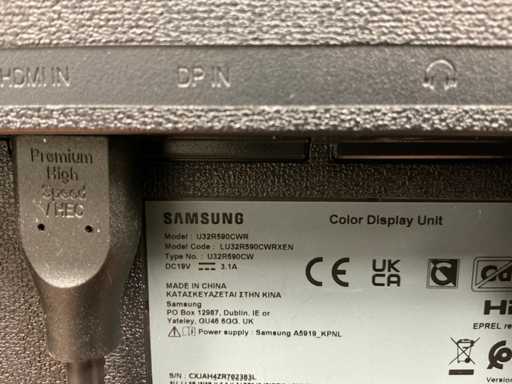 HDMI IN DP IN
Premium
High
Speed
/ HEC
SAMSUNG Color Display Unit
Model : U32R590CWR
Model Code : LU32R590CWRXEN
Type No. : U32R590CW
DC19V 3.1A
MADE IN CHINA
ΚΑΤΑΣΚΕΥΑΖΕΤΑΙ ΣΤΗΝ ΚΙΝΑ
Samsung
PO Box 12987, Dublin. IE or
Yateley, GU46 6GG. UK
Power supply : Samsung A5919_KPNL
CE UK CA
EPREL
S/N : CXJAH4ZR702383L